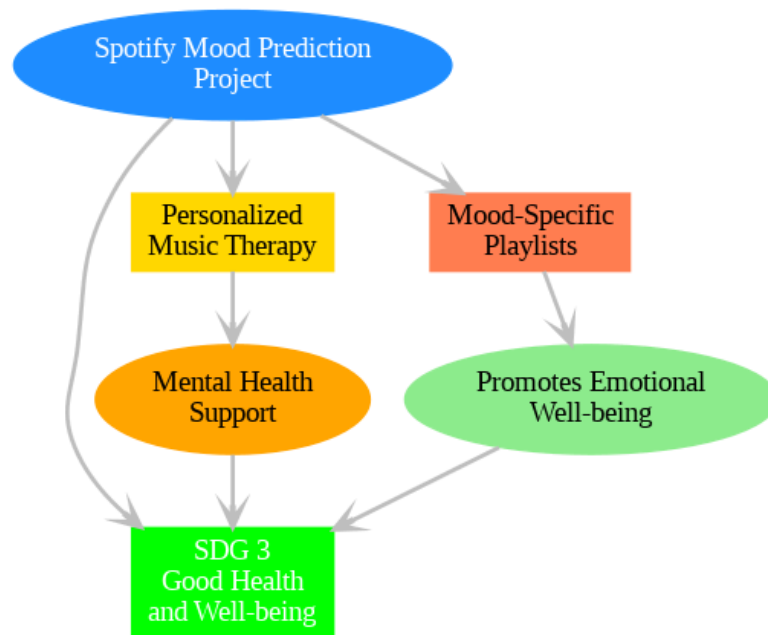 Spotify Mood Prediction
Project
Personalized
Music Therapy
Mood-Specific
Playlists
Mental Health
Support
Promotes Emotional
Well-being
SDG 3
Good Health
and Well-being